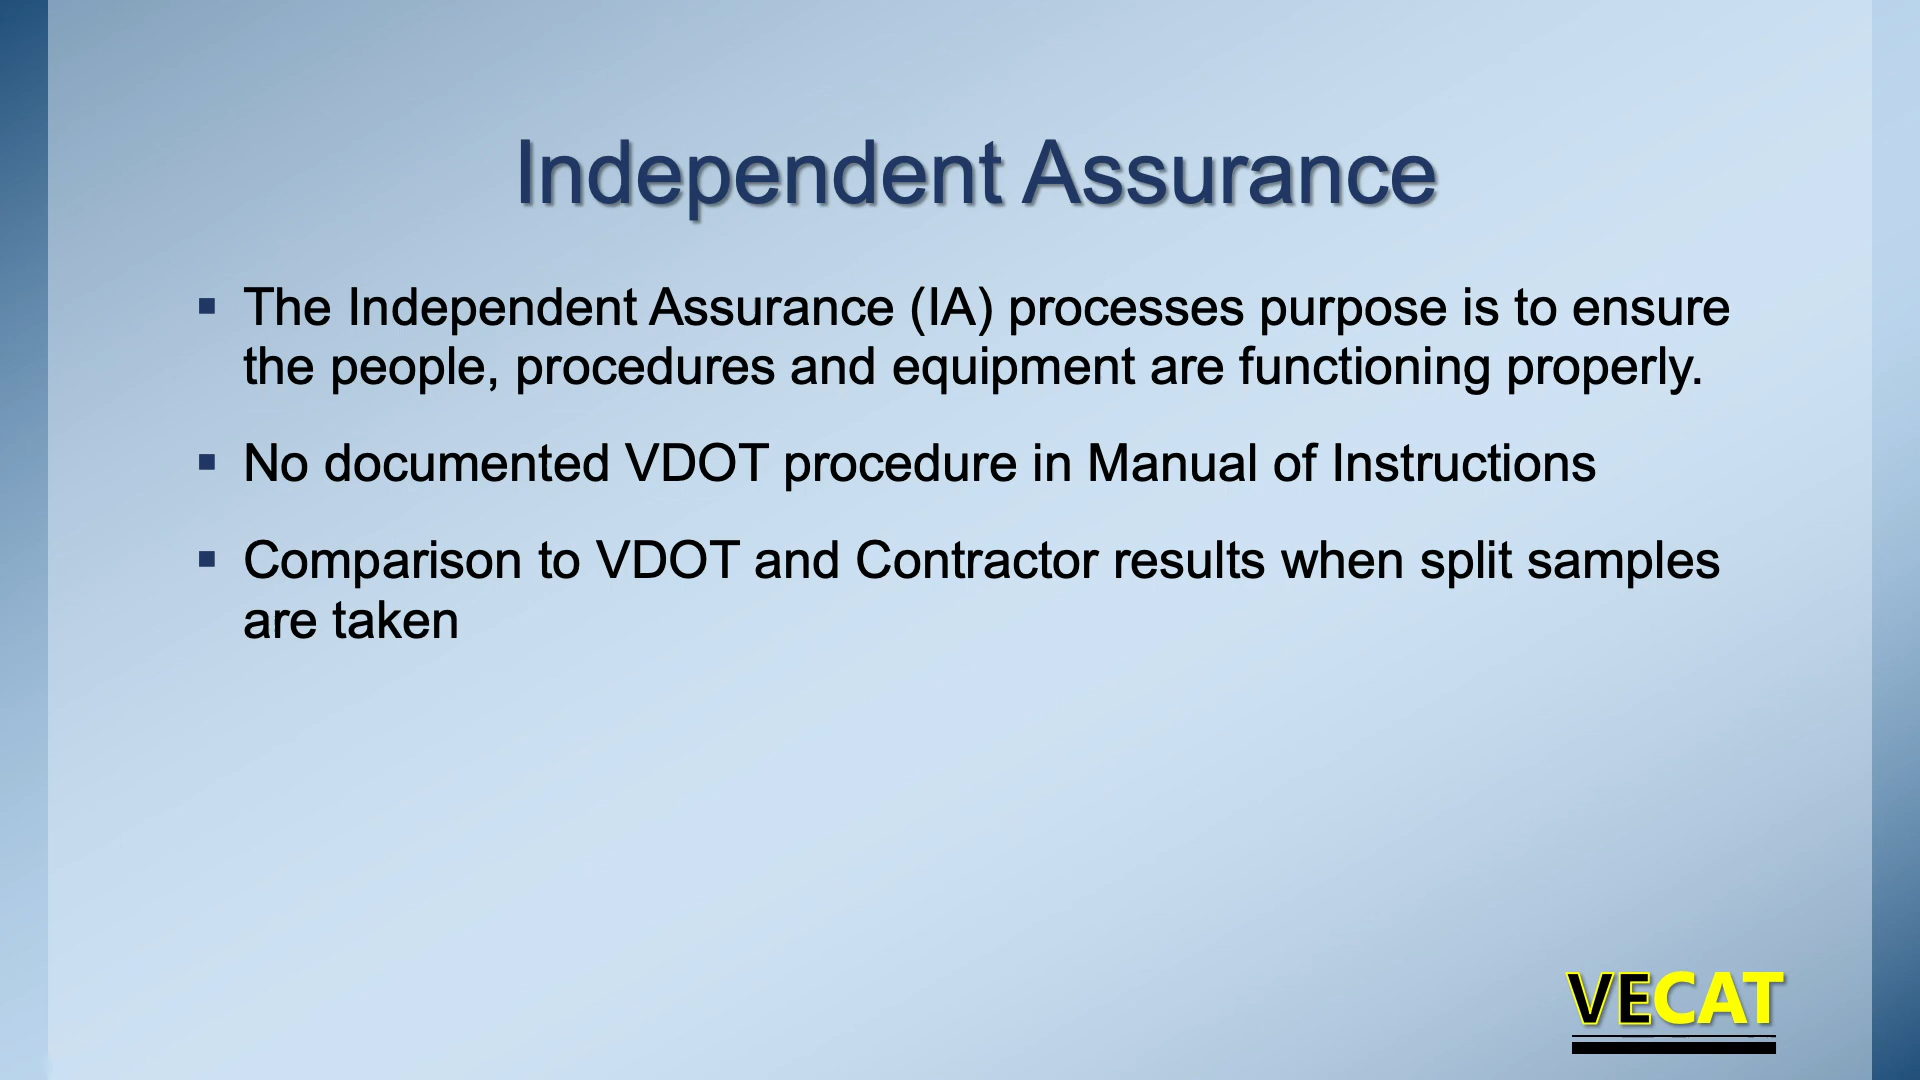 Independent Assurance
▪ The Independent Assurance (IA) processes purpose is to ensure
the people, procedures and equipment are functioning properly.
▪ No documented VDOT procedure in Manual of Instructions
▪ Comparison to VDOT and Contractor results when split samples
are taken
VECAT